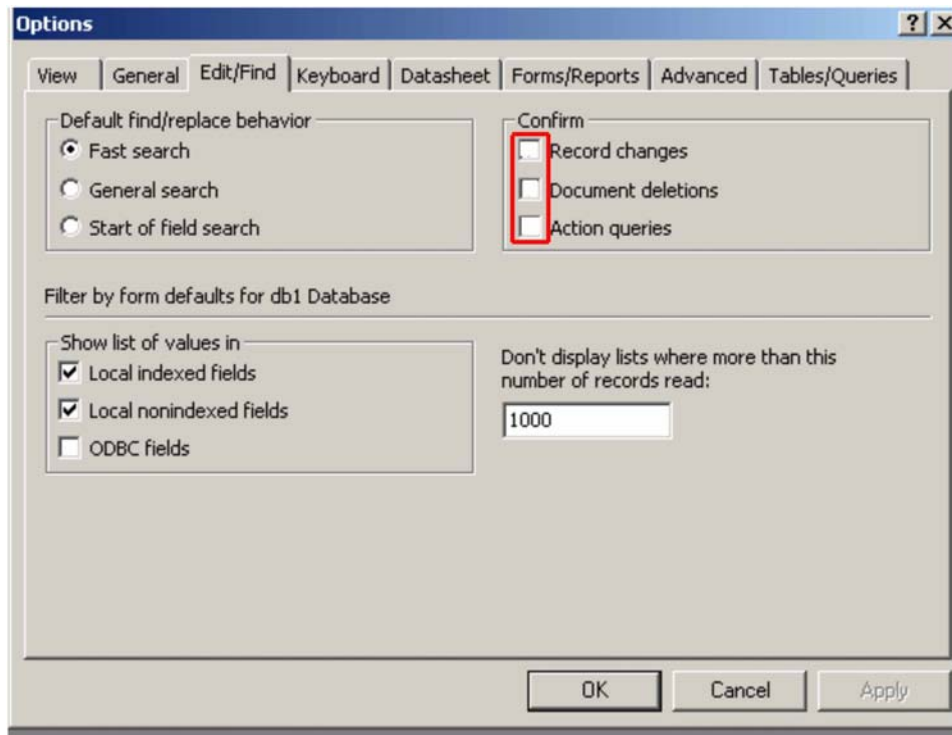 Options
View General Edit/Find Keyboard Datasheet Forms/Reports Advanced Tables/Queries
Default find/replace behavior
Fast search
General search
Start of field search
Confirm
Record changes
Document deletions
Action queries
Filter by form defaults for db1 Database
Show list of values in
Local indexed fields
Local nonindexed fields
ODBC fields
Don't display lists where more than this
number of records read:
1000
OK Cancel Apply